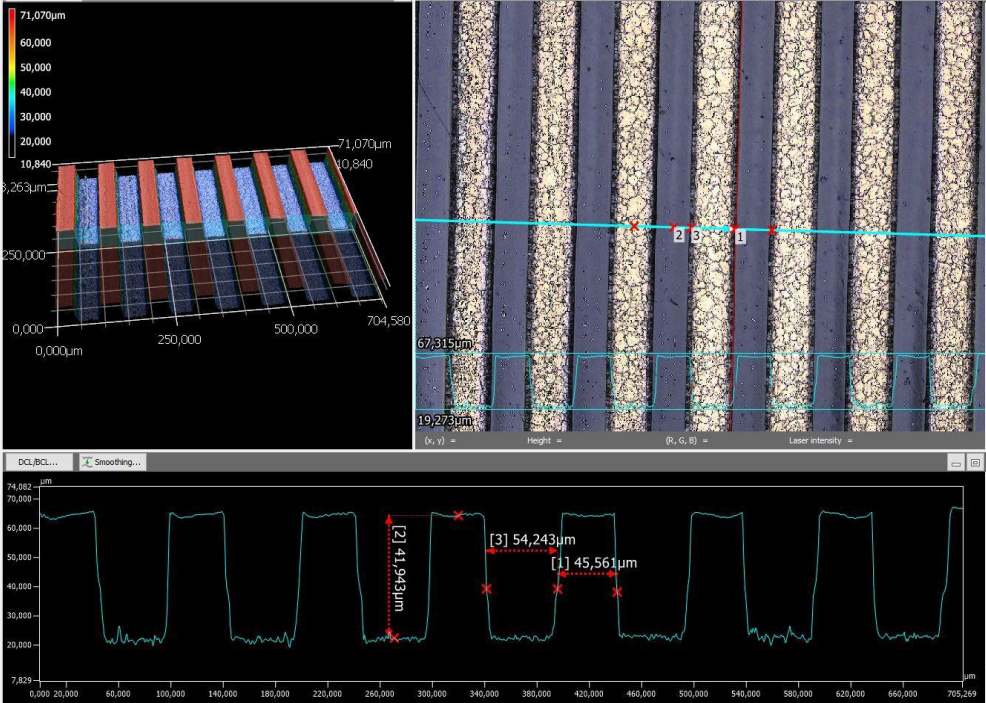 71,070µm
60,000
50,000
40,000
30,000
20,000
10,840
71,070µm
10,840
3,263µm
250,000
0,000
0,000µm
250,000
500,000
704,580
2
3
1
67,315µm
19,273µm
(x, y) = Height = (R, G, B) = Laser intensity =
DCL/BCL... Smoothing...
µm
74,082
70,000
60,000
50,000
40,000
30,000
20,000
7,829
[2] 41,943µm
[3] 54,243µm
[1] 45,561µm
µm
0,000 20,000 60,000 100,000 140,000 180,000 220,000 260,000 300,000 340,000 380,000 420,000 460,000 500,000 540,000 580,000 620,000 660,000 705,269